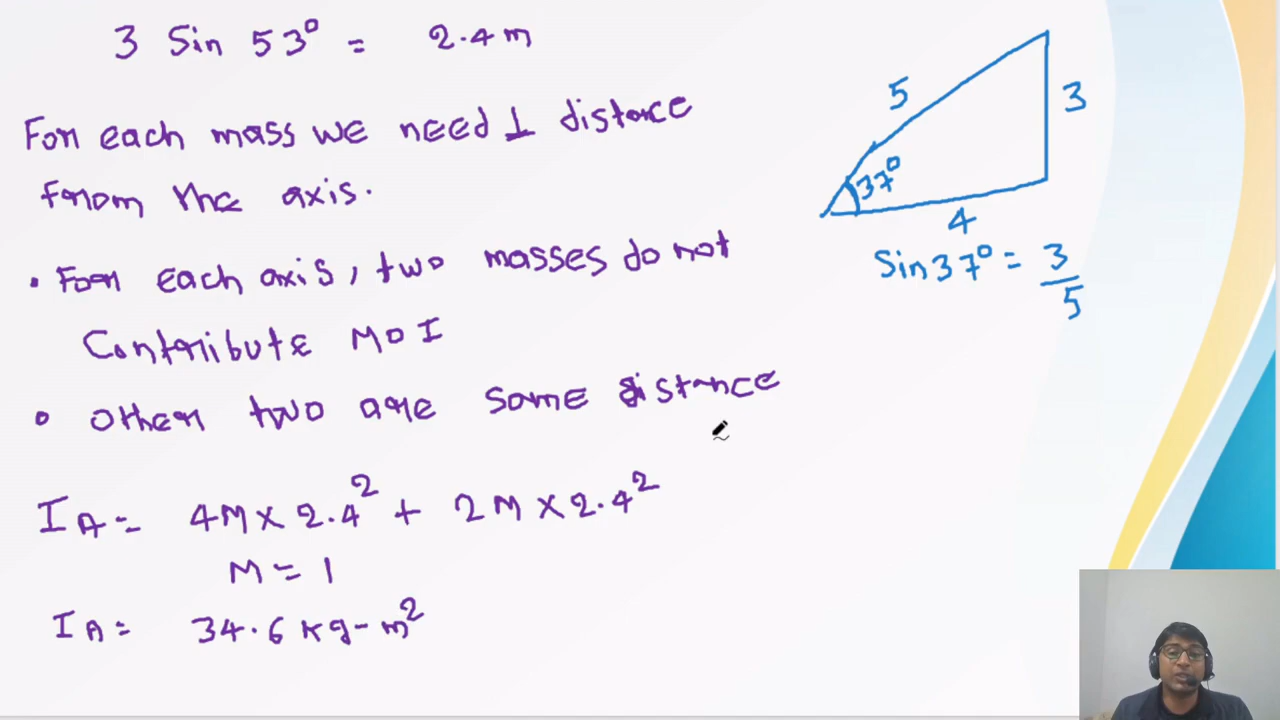 3 Sin 53° = 2.4 m
For each mass we need ⊥ distance
from the axis.
• For each axis, two masses do not
Contribute MOI
• other two are same distance
I_A = 4M × 2.4² + 2M × 2.4²
M = 1
I_A = 34.6 kg-m²
5
3
37°
4
Sin 37° = 3/5